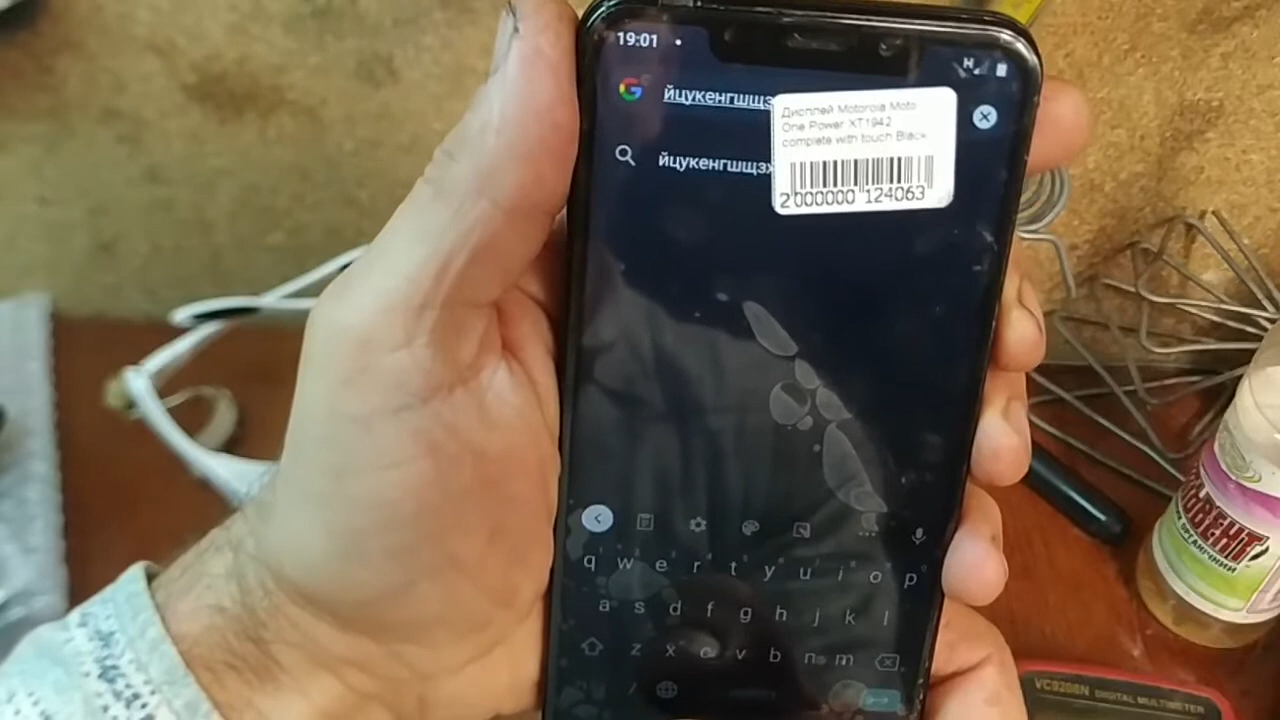 19:01
H
йцукенгшщз
йцукенгшщзх
Дисплей Motorola Moto
One Power XT1942
complete with touch Black
2 000000 124063
q w e r t y u i o p
a s d f g h j k l
z x c v b n m
ОРГАНІЧНИЙ
VC9208N DIGITAL MULTIMETER